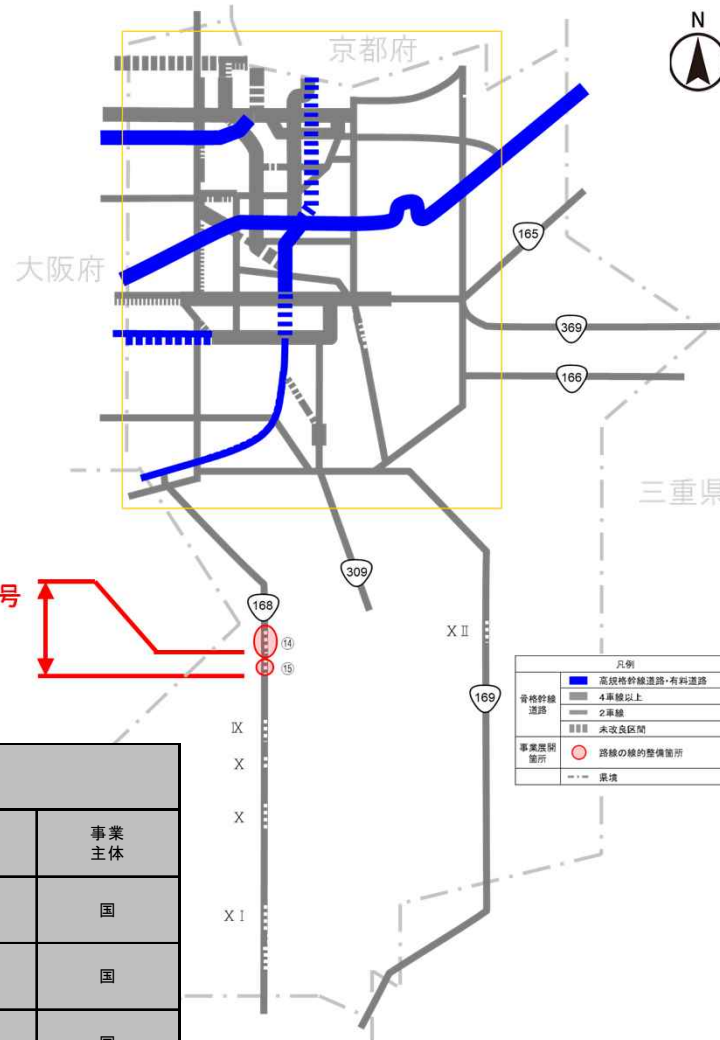 N
京都府
大阪府
165
369
166
三重県
号
309
168
⑭
⑮
ⅩⅡ
169
Ⅸ
Ⅹ
Ⅹ
ⅩⅠ
凡例
骨格幹線
道路
高規格幹線道路・有料道路
4車線以上
2車線
未改良区間
事業展開
箇所
路線の線的整備箇所
県境
事業
主体
国
国